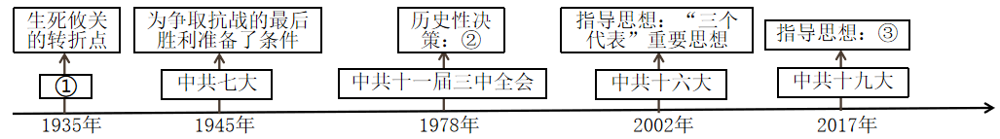 生死攸关
的转折点
为争取抗战的最后
胜利准备了条件
历史性决
策：②
指导思想：“三个
代表”重要思想
指导思想：③
①
中共七大
中共十一届三中全会
中共十六大
中共十九大
1935年
1945年
1978年
2002年
2017年